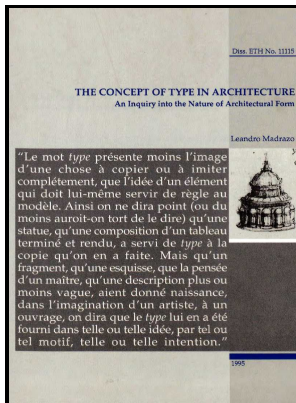 Diss. ETH No. 11115
THE CONCEPT OF TYPE IN ARCHITECTURE
An Inquiry into the Nature of Architectural Form
Leandro Madrazo
"Le mot type présente moins l'image
d'une chose à copier ou à imiter
complétement, que l'idée d'un élément
qui doit lui-même servir de règle au
modèle. Ainsi on ne dira point (ou du
moins auroit-on tort de le dire) qu'une
statue, qu'une composition d'un tableau
terminé et rendu, a servi de type à la
copie qu'on en a faite. Mais qu'un
fragment, qu'une esquisse, que la pensée
d'un maître, qu'une description plus ou
moins vague, aient donné naissance,
dans l'imagination d'un artiste, à un
ouvrage, on dira que le type lui en a été
fourni dans telle ou telle idée, par tel ou
tel motif, telle ou telle intention."
1995